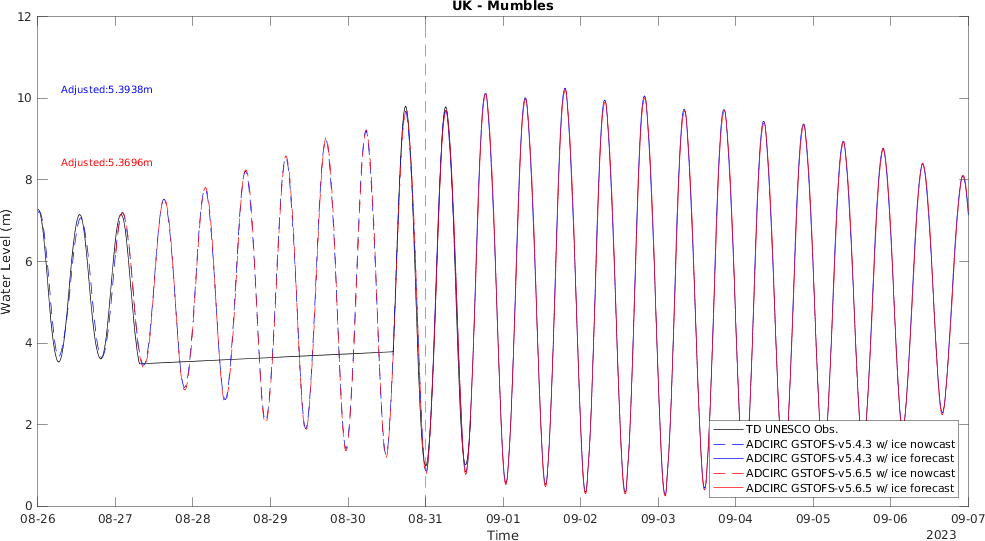 UK - Mumbles
12
10
8
6
4
2
0
Water Level (m)
Adjusted:5.3938m
Adjusted:5.3696m
TD UNESCO Obs.
ADCIRC GSTOFS-v5.4.3 w/ ice nowcast
ADCIRC GSTOFS-v5.4.3 w/ ice forecast
ADCIRC GSTOFS-v5.6.5 w/ ice nowcast
ADCIRC GSTOFS-v5.6.5 w/ ice forecast
08-26 08-27 08-28 08-29 08-30 08-31 09-01 09-02 09-03 09-04 09-05 09-06 09-07
Time
2023